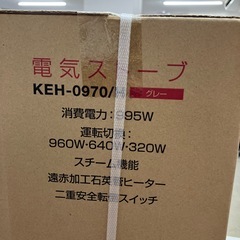 電気ストーブ
KEH-0970/H グレー
消費電力：995W
運転切換：
960W･640W･320W
スチーム機能
遠赤加工石英管ヒーター
二重安全転倒スイッチ